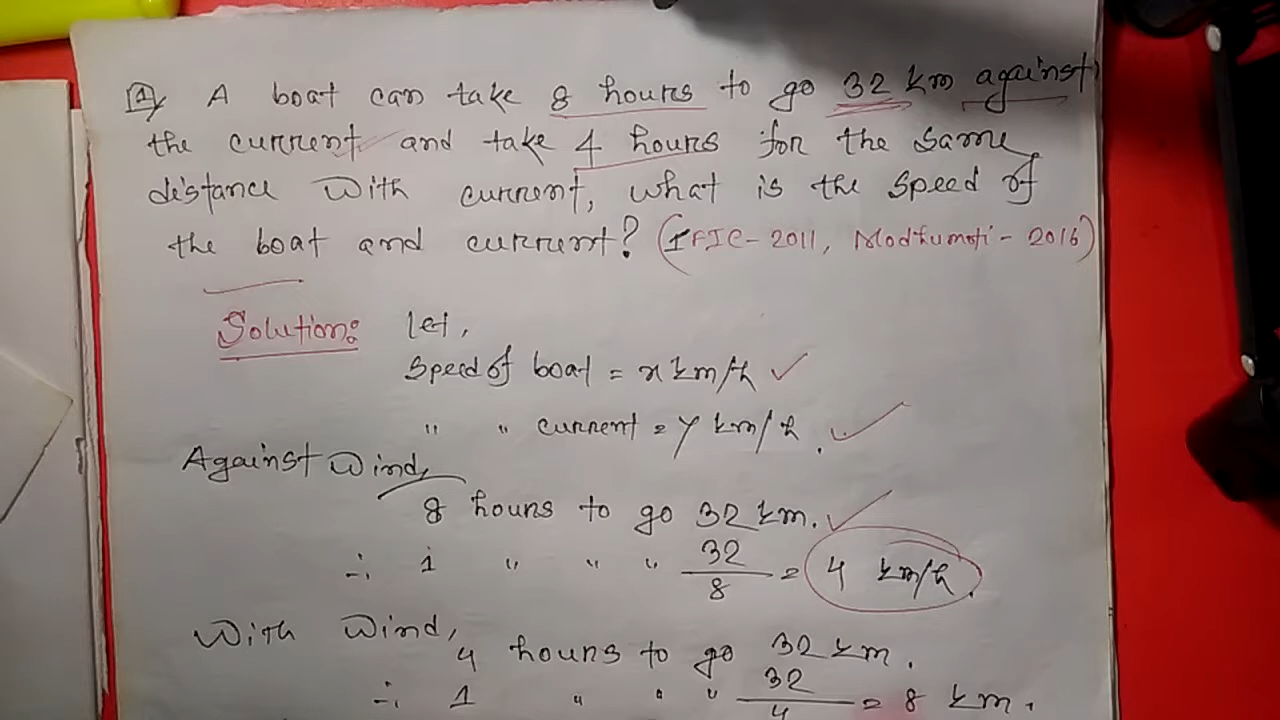 Q1, A boat can take 8 hours to go 32 km against
the current and take 4 hours for the same
distance with current, what is the speed of
the boat and current? (IFIC-2011, Modhumoti-2016)
Solution: let,
Speed of boat = x km/h ✓
" " current = y km/h. ✓
Against Wind,
8 hours to go 32 km. ✓
∴ 1 " " " 32/8 = 4 km/h.
With Wind,
4 hours to go 32 km.
∴ 1 " " " 32/4 = 8 km.